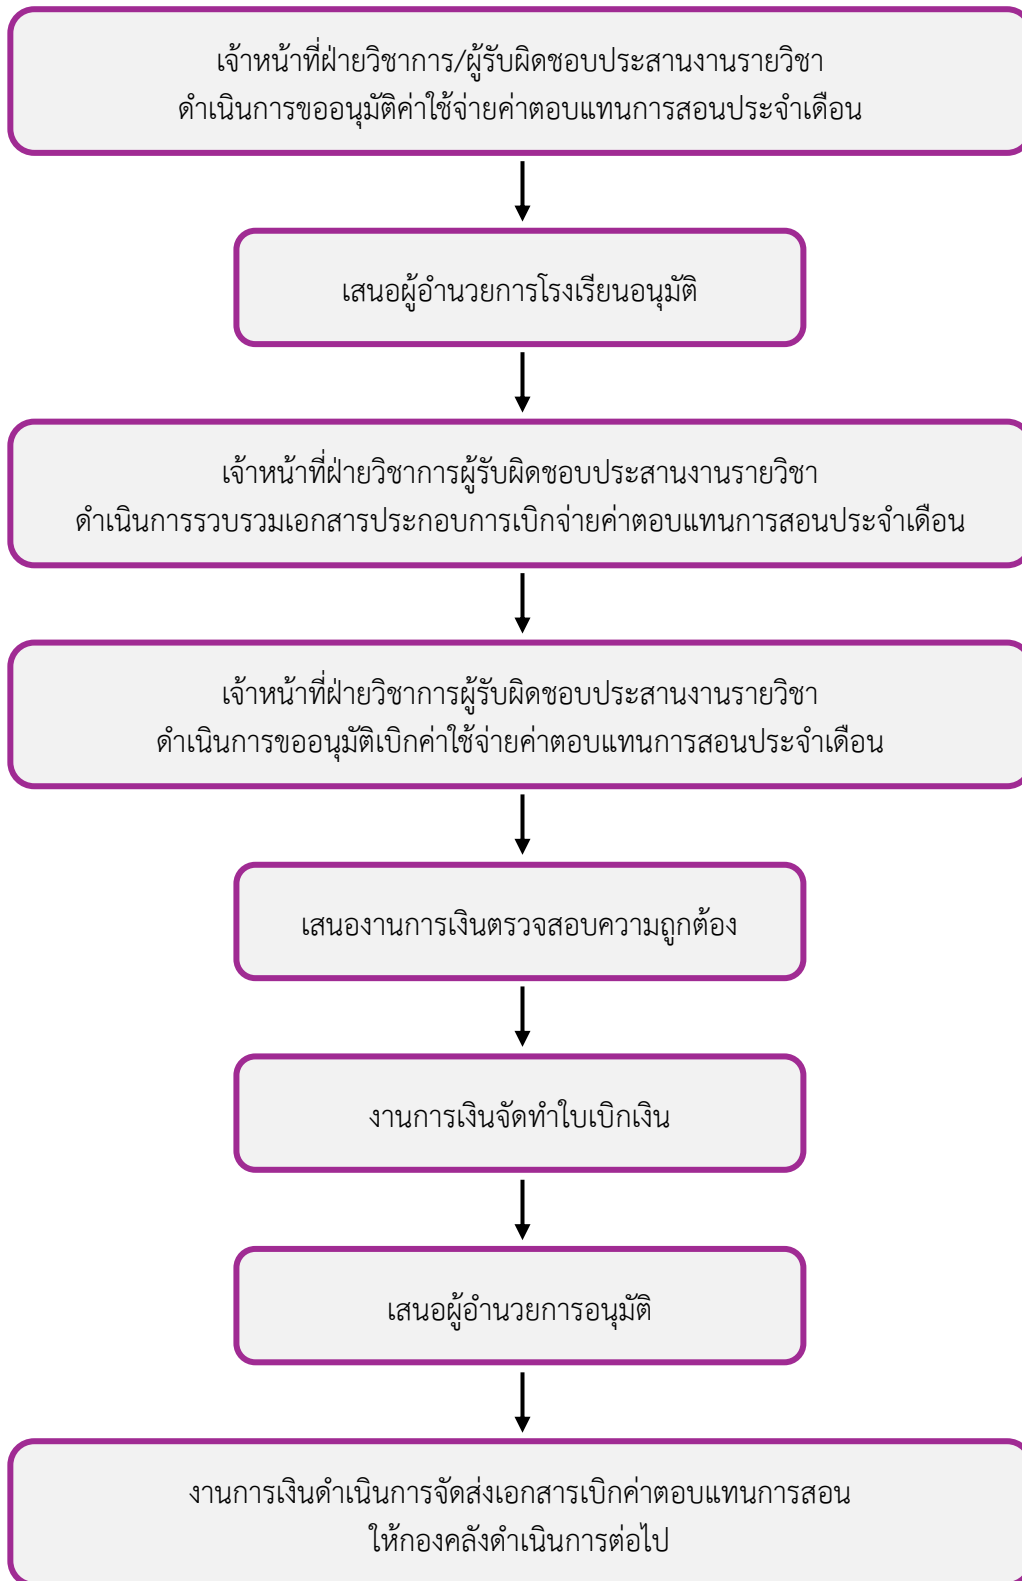 เจ้าหน้าที่ฝ่ายวิชาการ/ผู้รับผิดชอบประสานงานรายวิชา
ดำเนินการขออนุมัติค่าใช้จ่ายค่าตอบแทนการสอนประจำเดือน
เสนอผู้อำนวยการโรงเรียนอนุมัติ
เจ้าหน้าที่ฝ่ายวิชาการผู้รับผิดชอบประสานงานรายวิชา
ดำเนินการรวบรวมเอกสารประกอบการเบิกจ่ายค่าตอบแทนการสอนประจำเดือน
เจ้าหน้าที่ฝ่ายวิชาการผู้รับผิดชอบประสานงานรายวิชา
ดำเนินการขออนุมัติเบิกค่าใช้จ่ายค่าตอบแทนการสอนประจำเดือน
เสนองานการเงินตรวจสอบความถูกต้อง
งานการเงินจัดทำใบเบิกเงิน
เสนอผู้อำนวยการอนุมัติ
งานการเงินดำเนินการจัดส่งเอกสารเบิกค่าตอบแทนการสอน
ให้กองคลังดำเนินการต่อไป